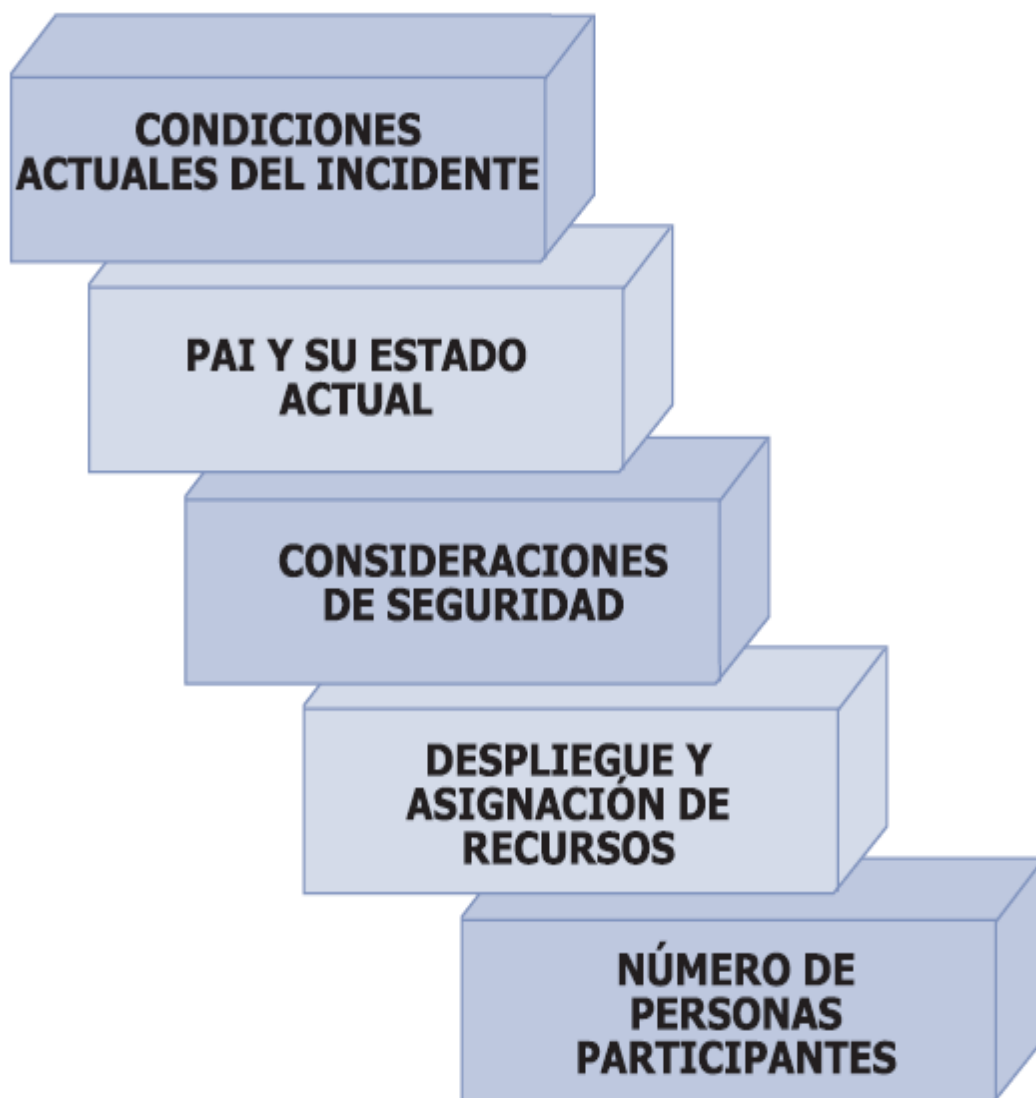 CONDICIONES
ACTUALES DEL INCIDENTE
PAI Y SU ESTADO
ACTUAL
CONSIDERACIONES
DE SEGURIDAD
DESPLIEGUE Y
ASIGNACIÓN DE
RECURSOS
NÚMERO DE
PERSONAS
PARTICIPANTES